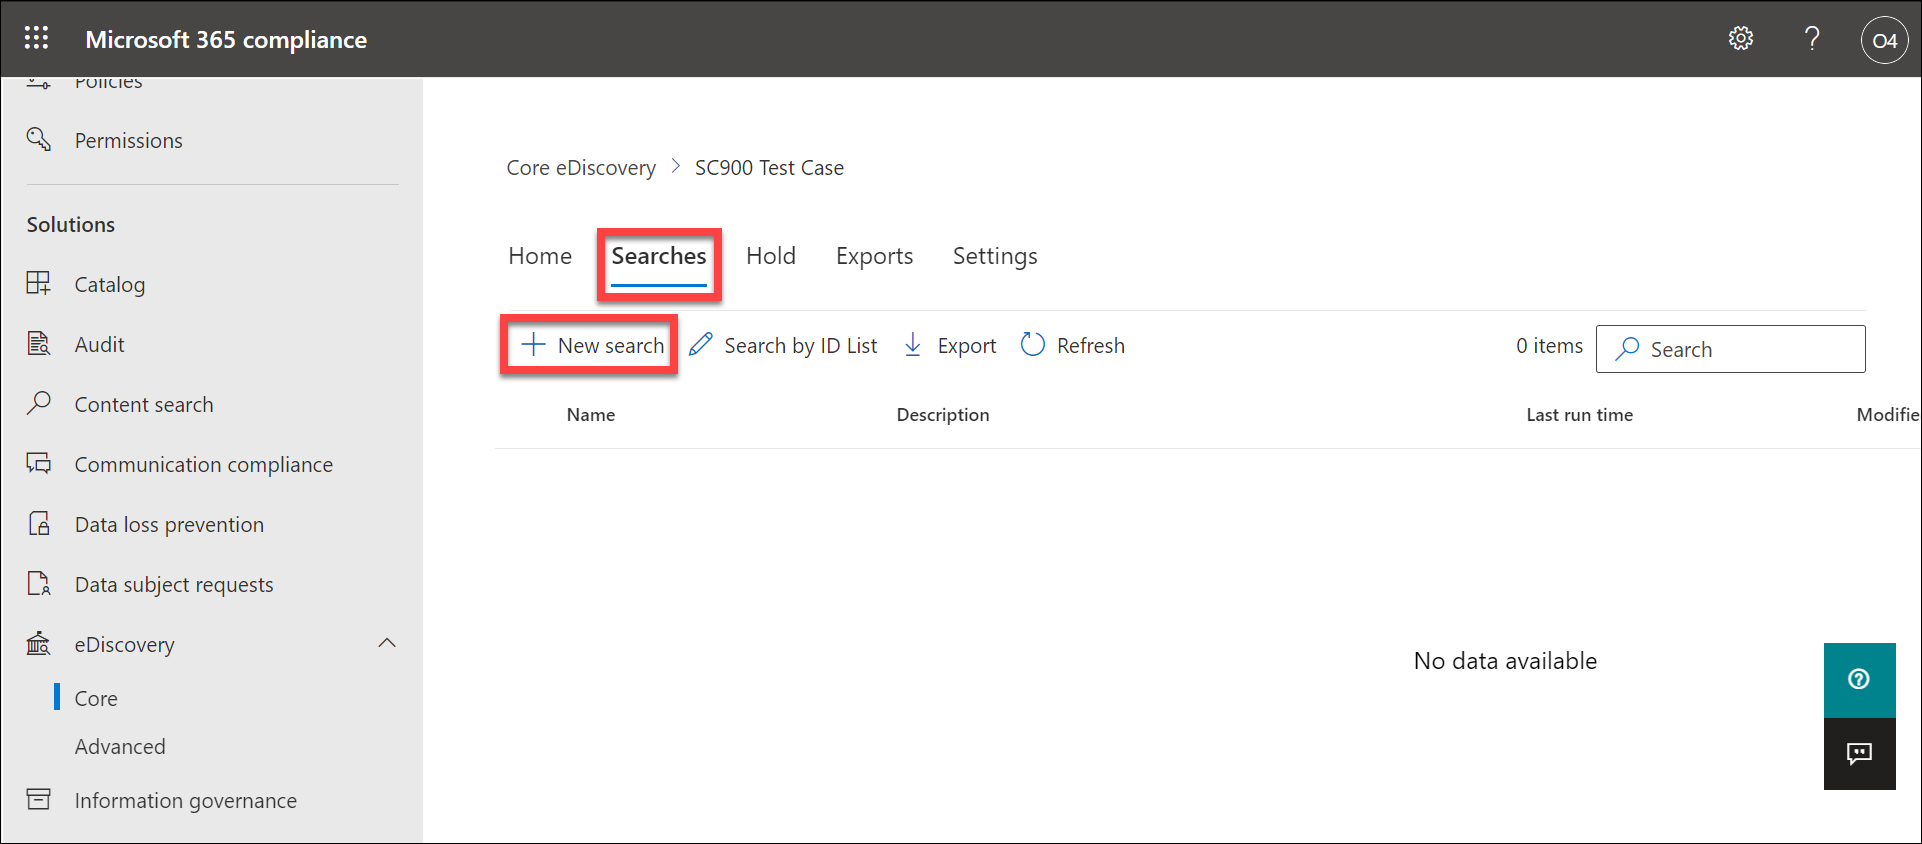 Microsoft 365 compliance
O4
Policies
Permissions
Solutions
Catalog
Audit
Content search
Communication compliance
Data loss prevention
Data subject requests
eDiscovery
Core
Advanced
Information governance
Core eDiscovery > SC900 Test Case
Home Searches Hold Exports Settings
New search Search by ID List Export Refresh 0 items Search
Name Description Last run time Modifie
No data available